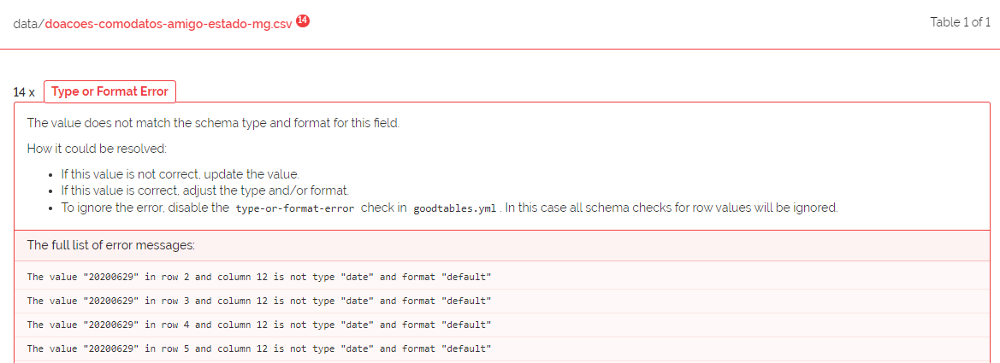 data/doacoes-comodatos-amigo-estado-mg.csv 14
Table 1 of 1
14 x Type or Format Error
The value does not match the schema type and format for this field.
How it could be resolved:
• If this value is not correct, update the value.
• If this value is correct, adjust the type and/or format.
• To ignore the error, disable the type-or-format-error check in goodtables.yml . In this case all schema checks for row values will be ignored.
The full list of error messages:
The value "20200629" in row 2 and column 12 is not type "date" and format "default"
The value "20200629" in row 3 and column 12 is not type "date" and format "default"
The value "20200629" in row 4 and column 12 is not type "date" and format "default"
The value "20200629" in row 5 and column 12 is not type "date" and format "default"